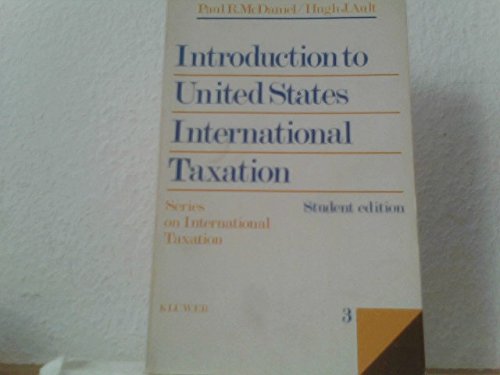 Paul R. McDaniel/Hugh J. Ault
Introduction to
United States
International
Taxation
Series Student edition
on International
Taxation
KLUWER 3